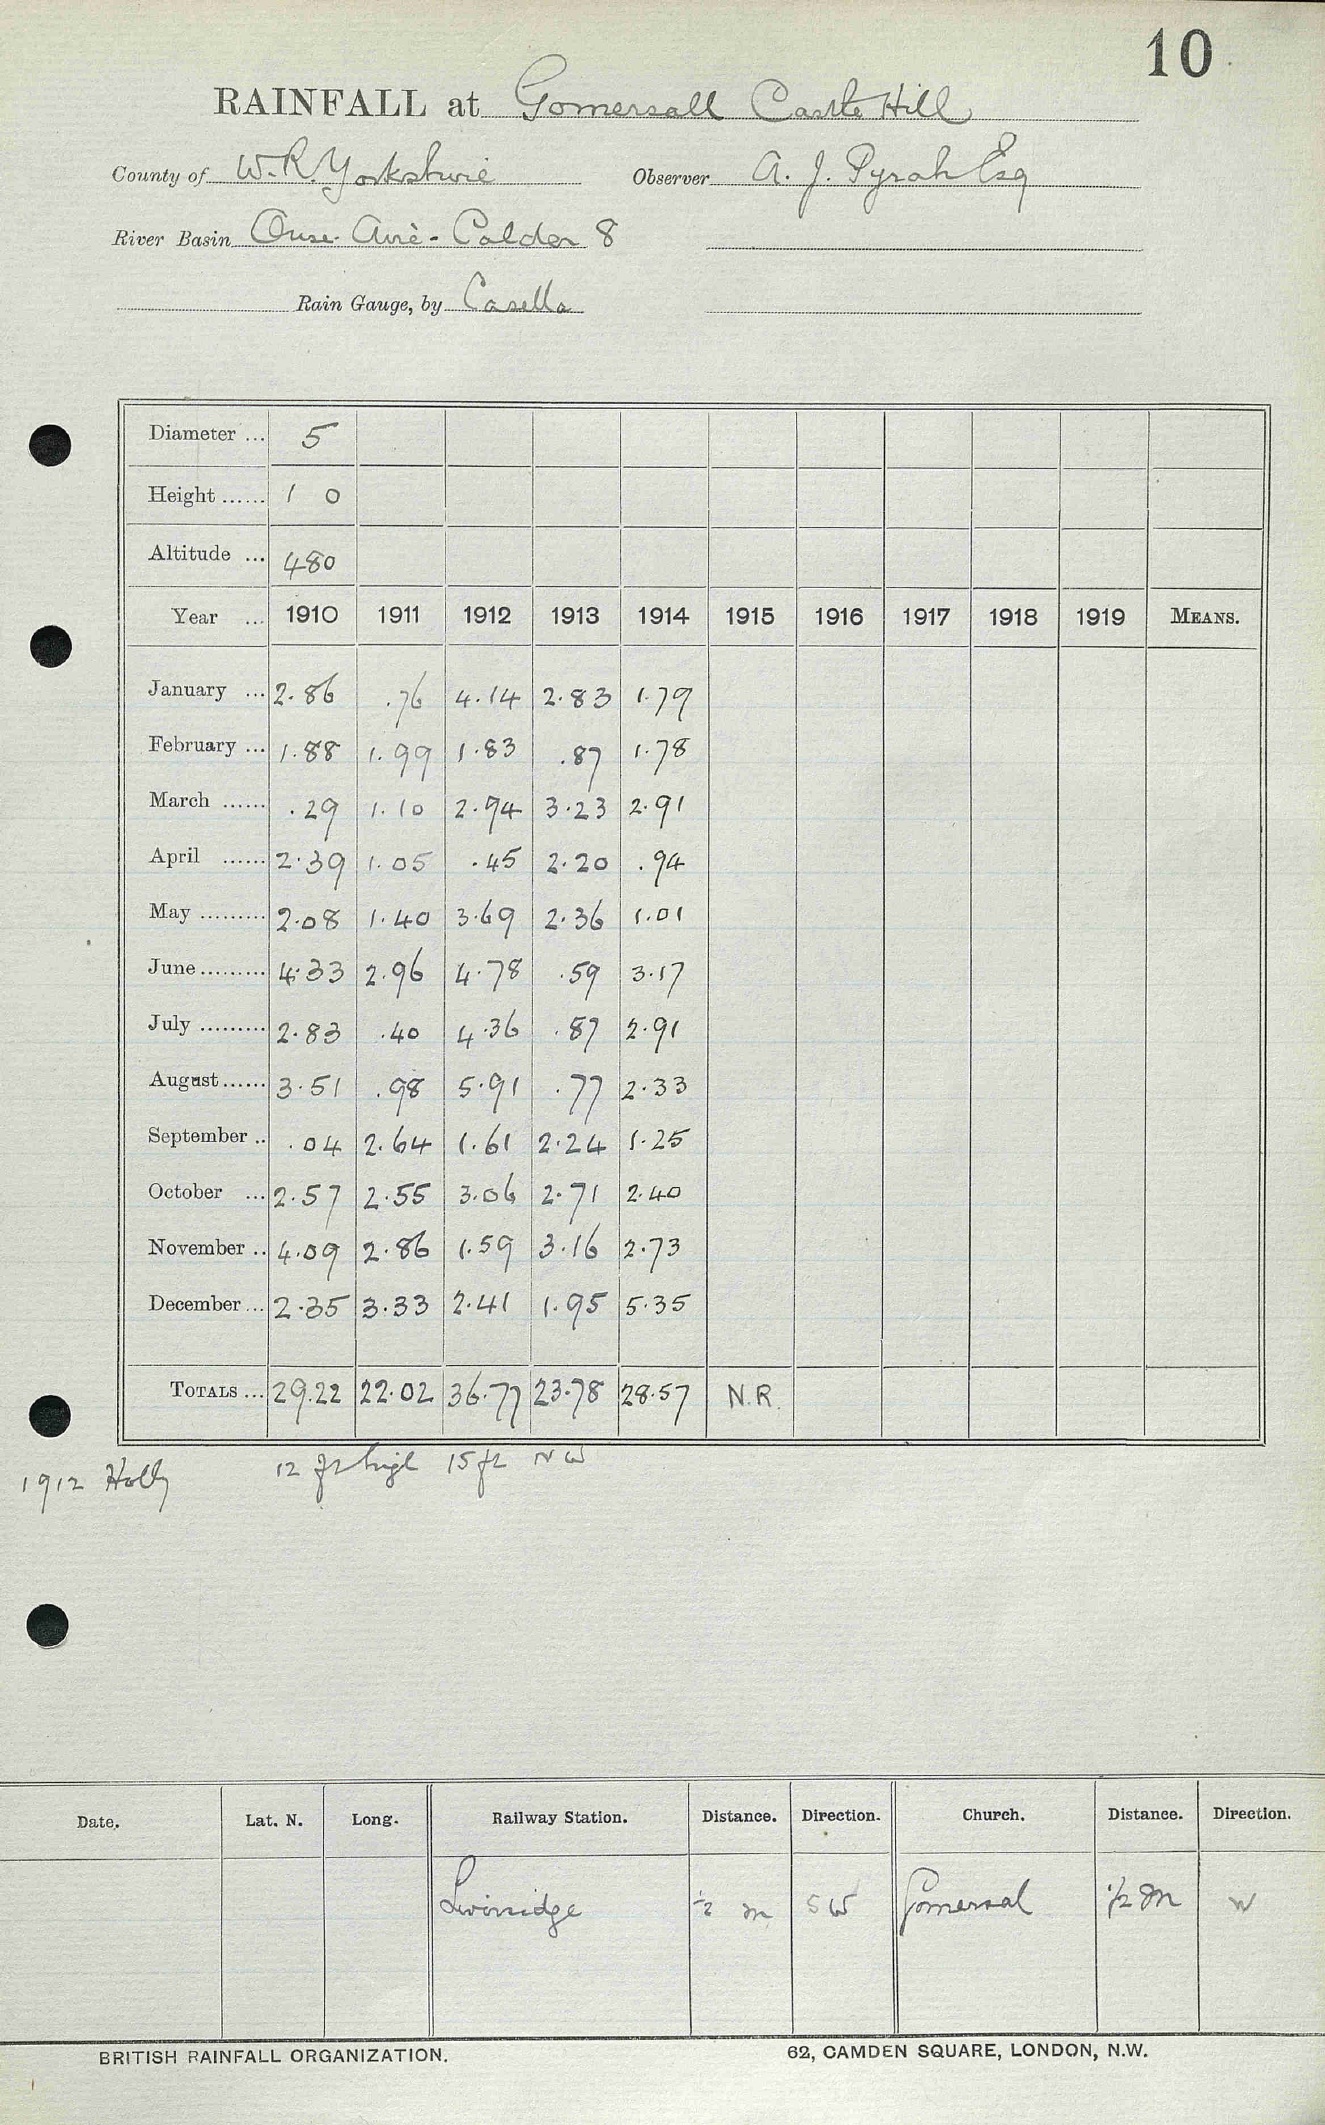 10
RAINFALL at Gomersall Castle Hill
County of W. R. Yorkshire Observer A. J. Pyrah Esq
River Basin Ouse-Aire-Calder 8
Rain Gauge, by Casella
Diameter ... 5
Height ...... 1 0
Altitude ... 480
Year ... 1910 1911 1912 1913 1914 1915 1916 1917 1918 1919 MEANS.
January ... 2.86 .76 4.14 2.83 1.79
February ... 1.88 1.99 1.83 .87 1.78
March ...... .29 1.10 2.94 3.23 2.91
April ...... 2.39 1.05 .45 2.20 .94
May ......... 2.08 1.40 3.69 2.36 1.01
June ......... 4.33 2.96 4.78 .59 3.17
July ......... 2.83 .40 4.36 .87 2.91
August ...... 3.51 .98 5.91 .77 2.33
September .. .04 2.64 1.61 2.24 1.25
October ... 2.57 2.55 3.06 2.71 2.40
November .. 4.09 2.86 1.59 3.16 2.73
December ... 2.35 3.33 2.41 1.95 5.35
TOTALS ... 29.22 22.02 36.77 23.78 28.57 N.R.
1912 Holly 12 ft high 15 ft NW
Date. Lat. N. Long. Railway Station. Distance. Direction. Church. Distance. Direction.
1/2 m SW Gomersal 1/2 m W
BRITISH RAINFALL ORGANIZATION. 62, CAMDEN SQUARE, LONDON, N.W.